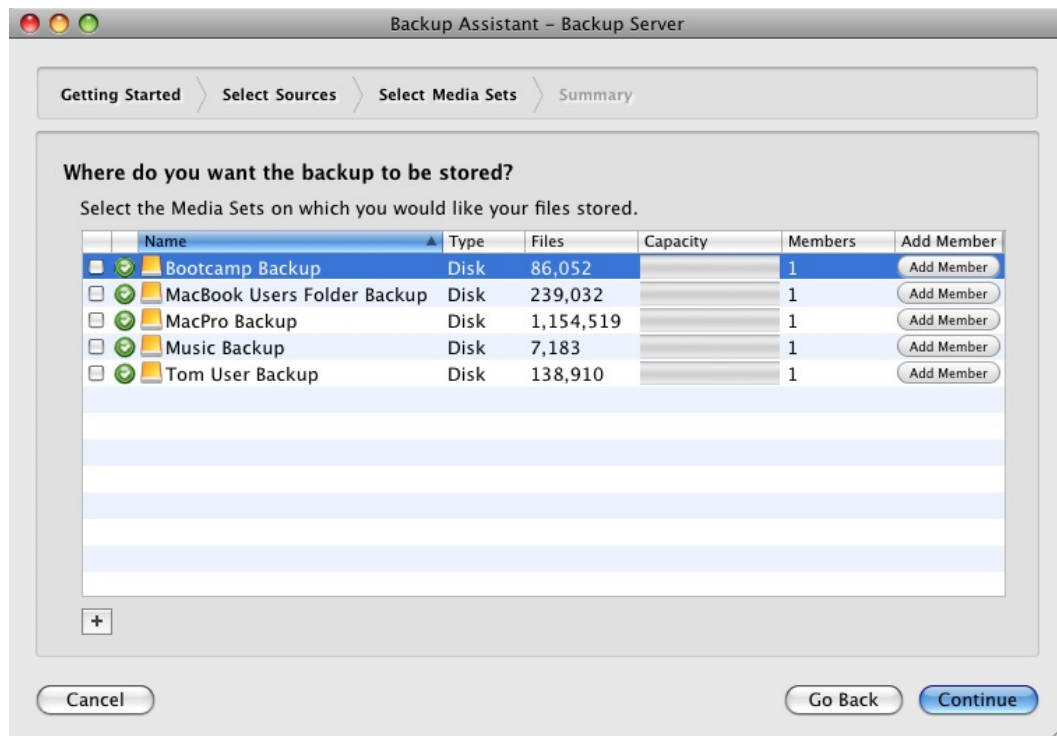 Backup Assistant – Backup Server
Getting Started Select Sources Select Media Sets Summary
Where do you want the backup to be stored?
Select the Media Sets on which you would like your files stored.
Name Type Files Capacity Members Add Member
Bootcamp Backup Disk 86,052 1 Add Member
MacBook Users Folder Backup Disk 239,032 1 Add Member
MacPro Backup Disk 1,154,519 1 Add Member
Music Backup Disk 7,183 1 Add Member
Tom User Backup Disk 138,910 1 Add Member
+
Cancel Go Back Continue